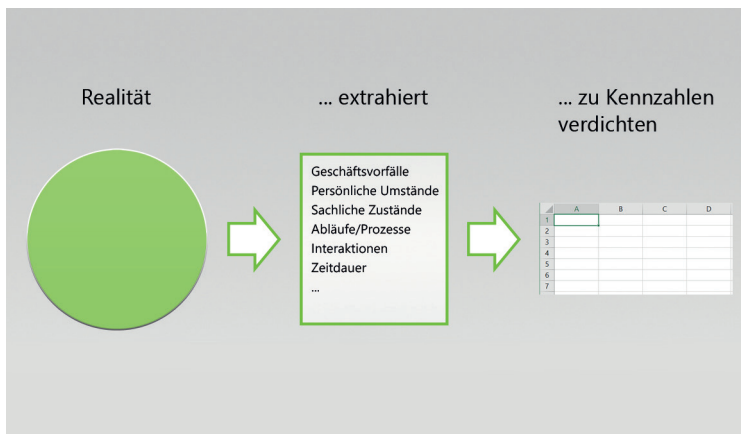 Realität
... extrahiert
... zu Kennzahlen
verdichten
Geschäftsvorfälle
Persönliche Umstände
Sachliche Zustände
Abläufe/Prozesse
Interaktionen
Zeitdauer
...
A B C D
1
2
3
4
5
6
7